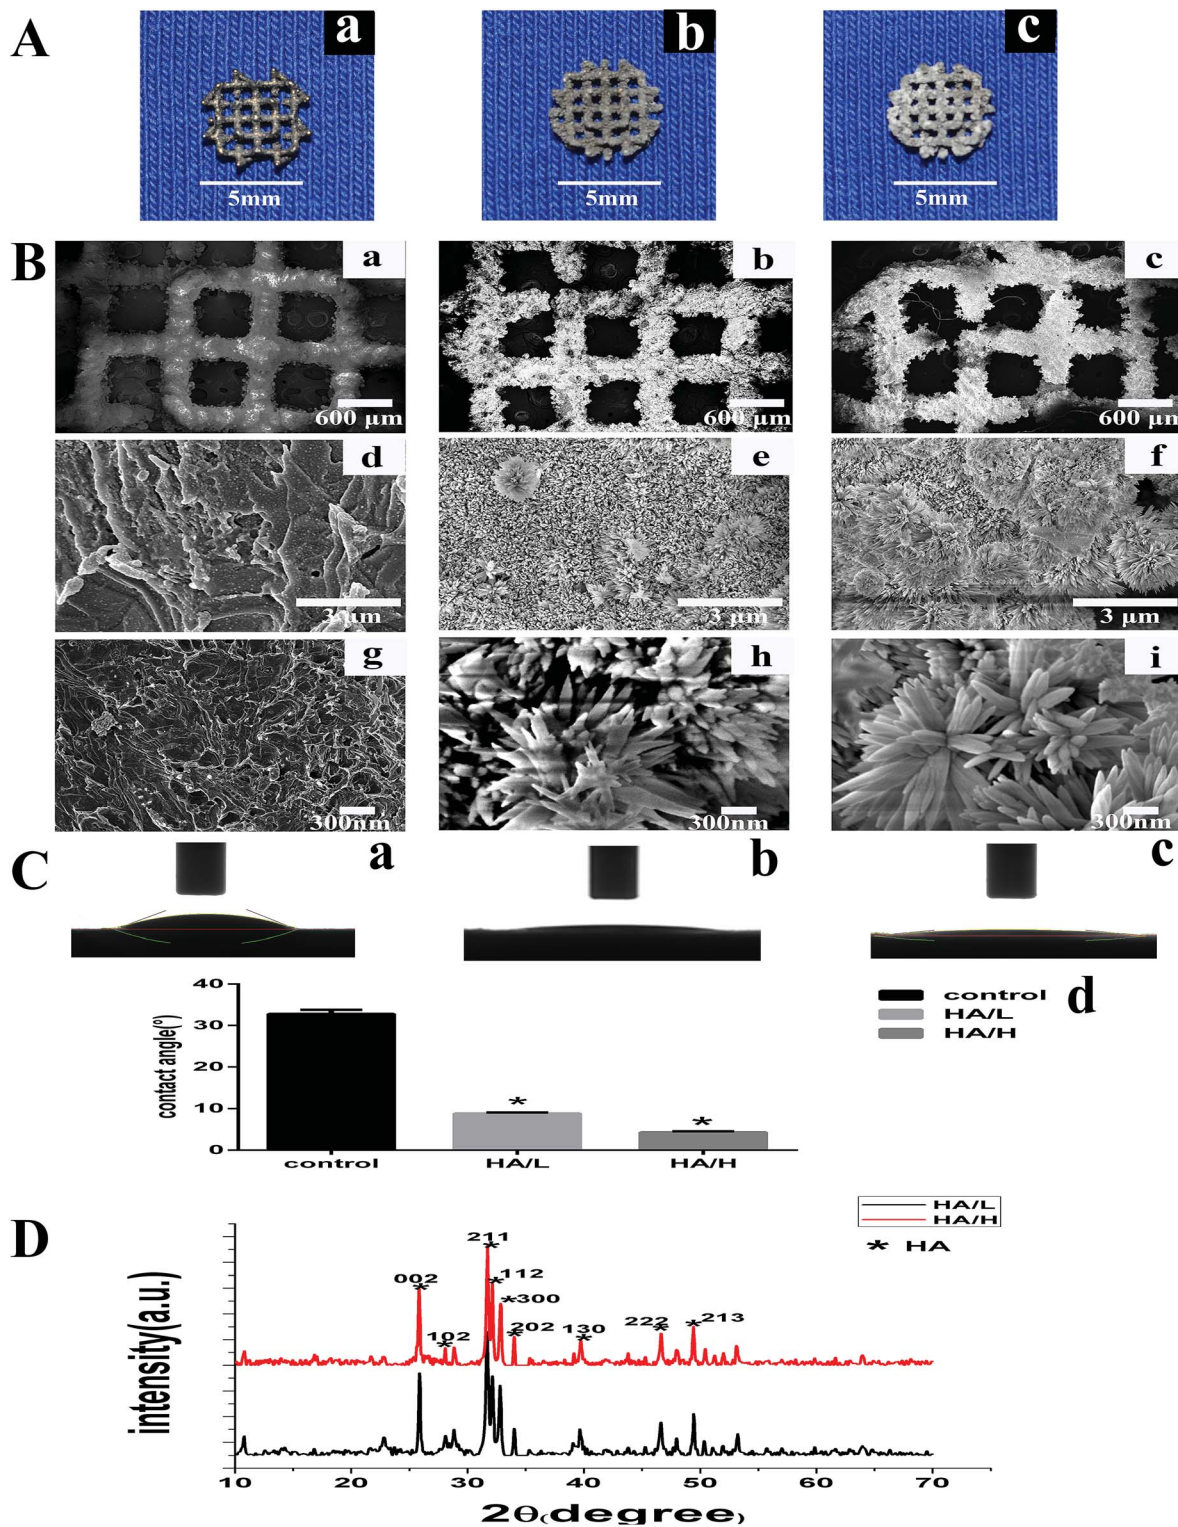 A
a
b
c
5mm
5mm
5mm
B
a
b
c
600 µm
600 µm
600 µm
d
e
f
3 µm
3 µm
3 µm
g
h
i
300nm
300nm
300nm
C
a
b
c
d
contact angle(°)
40
30
20
10
0
*
*
control
HA/L
HA/H
control
HA/L
HA/H
D
HA/L
HA/H
* HA
intensity(a.u.)
002
*
102
*
211
*
*112
*300
202
*
130
*
222
*
*213
10
20
30
40
50
60
70
2θ(degree)